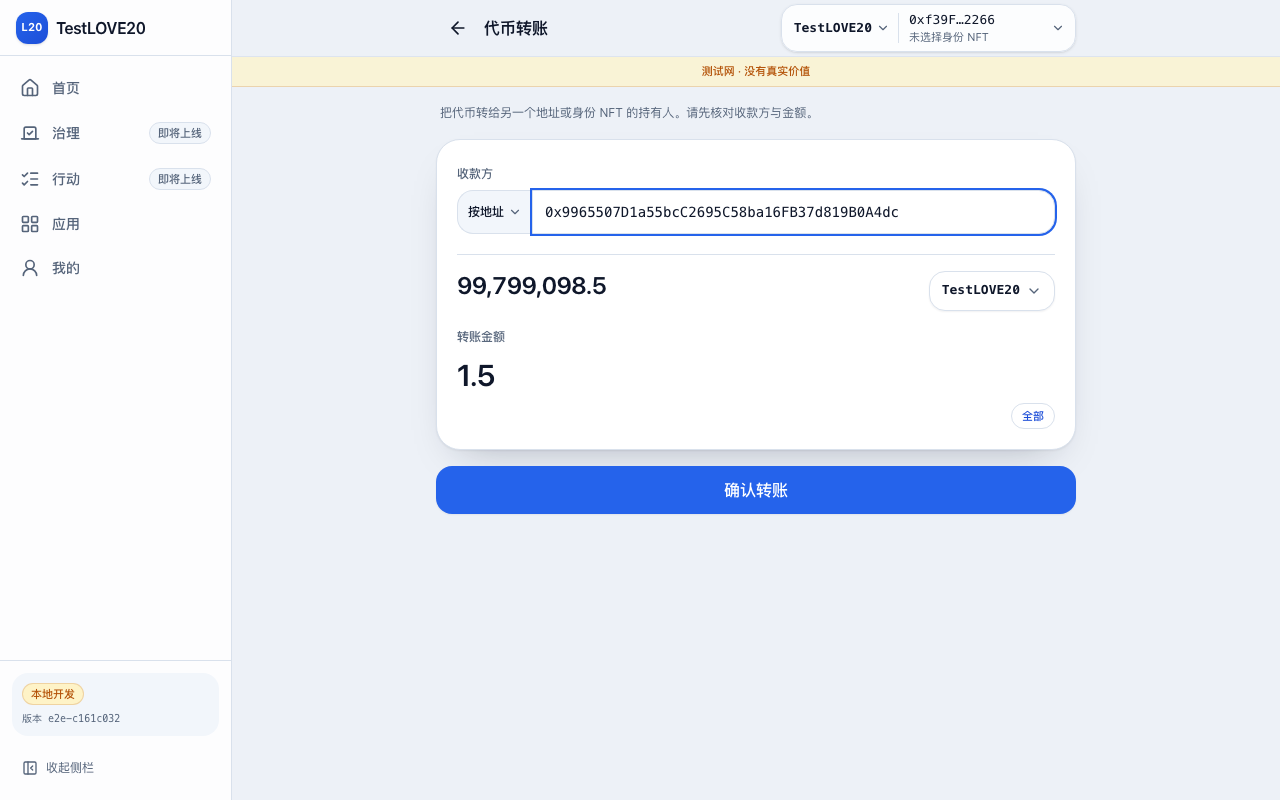 L20 TestLOVE20
首页
治理 即将上线
行动 即将上线
应用
我的
本地开发
版本 e2e-c161c032
收起侧栏
代币转账
TestLOVE20
0xf39F…2266
未选择身份 NFT
测试网 · 没有真实价值
把代币转给另一个地址或身份 NFT 的持有人。请先核对收款方与金额。
收款方
按地址 0x9965507D1a55bcC2695C58ba16FB37d819B0A4dc
99,799,098.5 TestLOVE20
转账金额
1.5
全部
确认转账